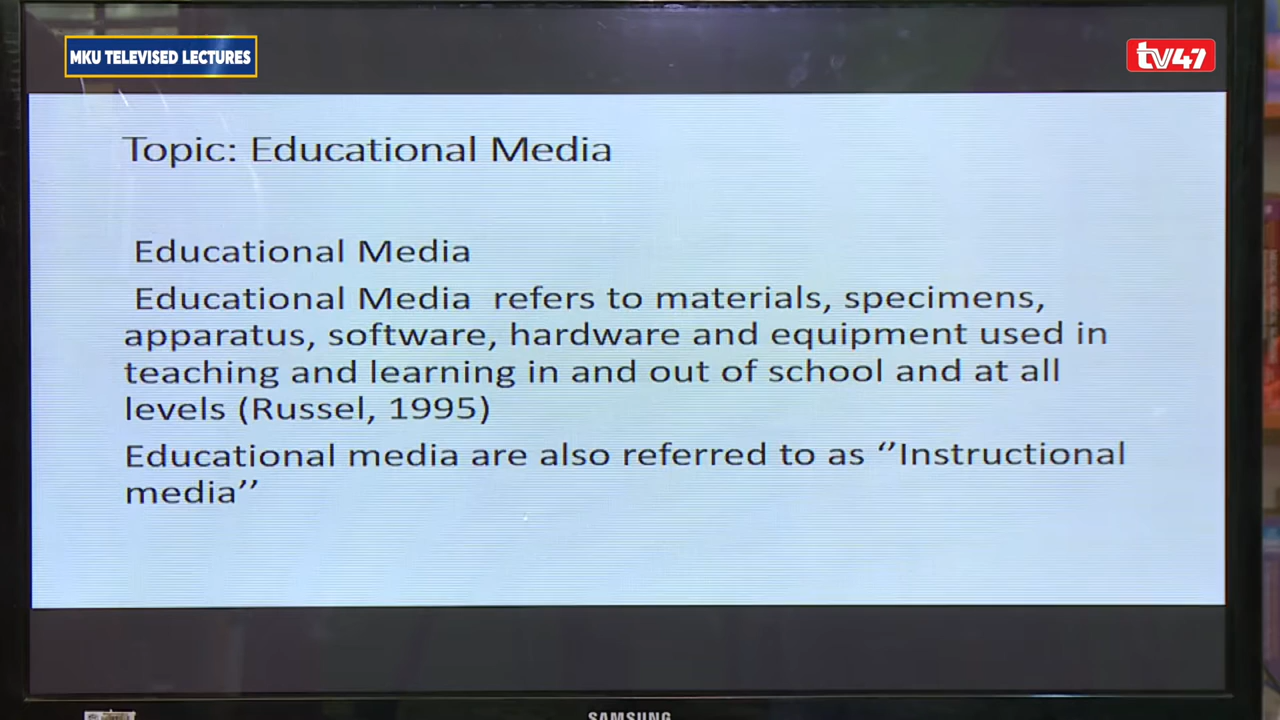 MKU TELEVISED LECTURES
tv47
Topic: Educational Media
Educational Media
Educational Media  refers to materials, specimens,
apparatus, software, hardware and equipment used in
teaching and learning in and out of school and at all
levels (Russel, 1995)
Educational media are also referred to as ‘’Instructional
media’’
SAMSUNG